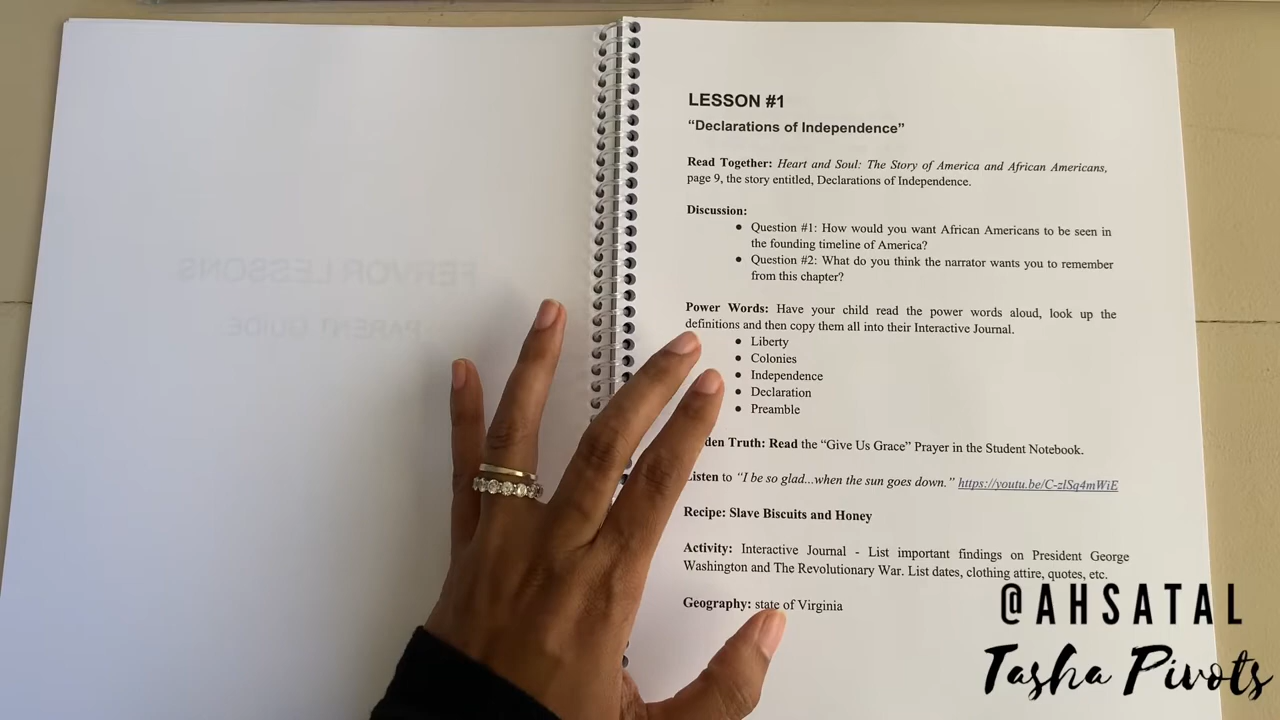 FERVOR LESSONS
PARENT GUIDE
LESSON #1
“Declarations of Independence”
Read Together: Heart and Soul: The Story of America and African Americans,
page 9, the story entitled, Declarations of Independence.
Discussion:
• Question #1: How would you want African Americans to be seen in
the founding timeline of America?
• Question #2: What do you think the narrator wants you to remember
from this chapter?
Power Words: Have your child read the power words aloud, look up the
definitions and then copy them all into their Interactive Journal.
• Liberty
• Colonies
• Independence
• Declaration
• Preamble
Truth: Read the “Give Us Grace” Prayer in the Student Notebook.
Listen to “I be so glad...when the sun goes down.” https://youtu.be/C-zlSq4mWiE
Recipe: Slave Biscuits and Honey
Activity: Interactive Journal - List important findings on President George
Washington and The Revolutionary War. List dates, clothing attire, quotes, etc.
Geography: state of Virginia
@AHSATAL
Tasha Pivots